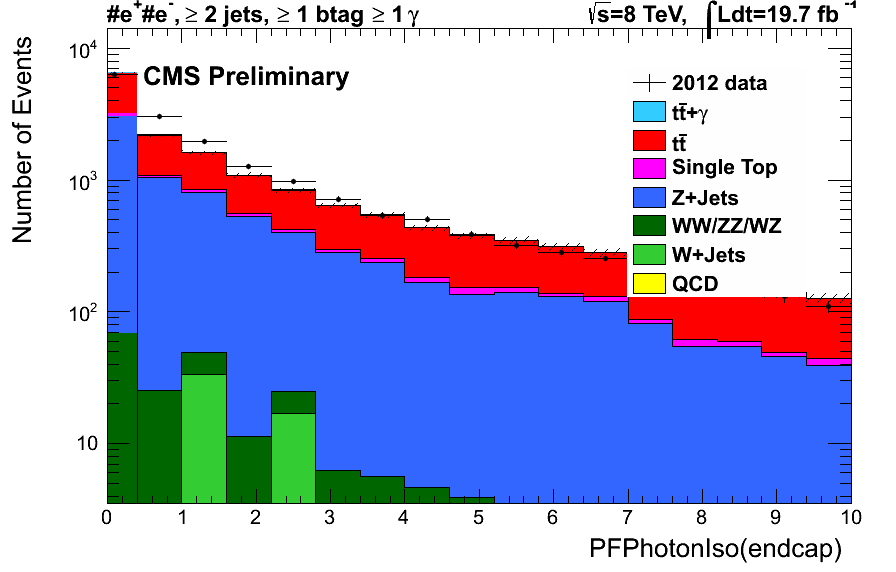 #e⁺#e⁻, ≥ 2 jets, ≥ 1 btag ≥ 1 γ √s=8 TeV, ∫Ldt=19.7 fb⁻¹
CMS Preliminary
2012 data
tt̄+γ
tt̄
Single Top
Z+Jets
WW/ZZ/WZ
W+Jets
QCD
Number of Events
10⁴
10³
10²
10
0 1 2 3 4 5 6 7 8 9 10
PFPhotonIso(endcap)